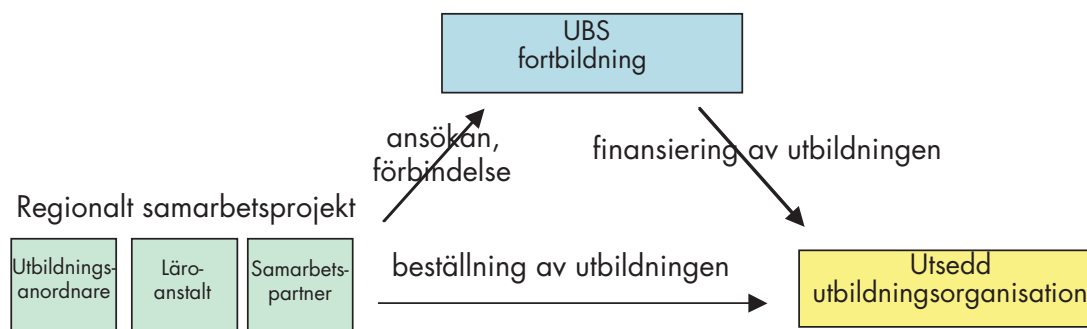 UBS
fortbildning
ansökan,
förbindelse
finansiering av utbildningen
Regionalt samarbetsprojekt
Utbildnings-
anordnare
Läro-
anstalt
Samarbets-
partner
beställning av utbildningen
Utsedd
utbildningsorganisation